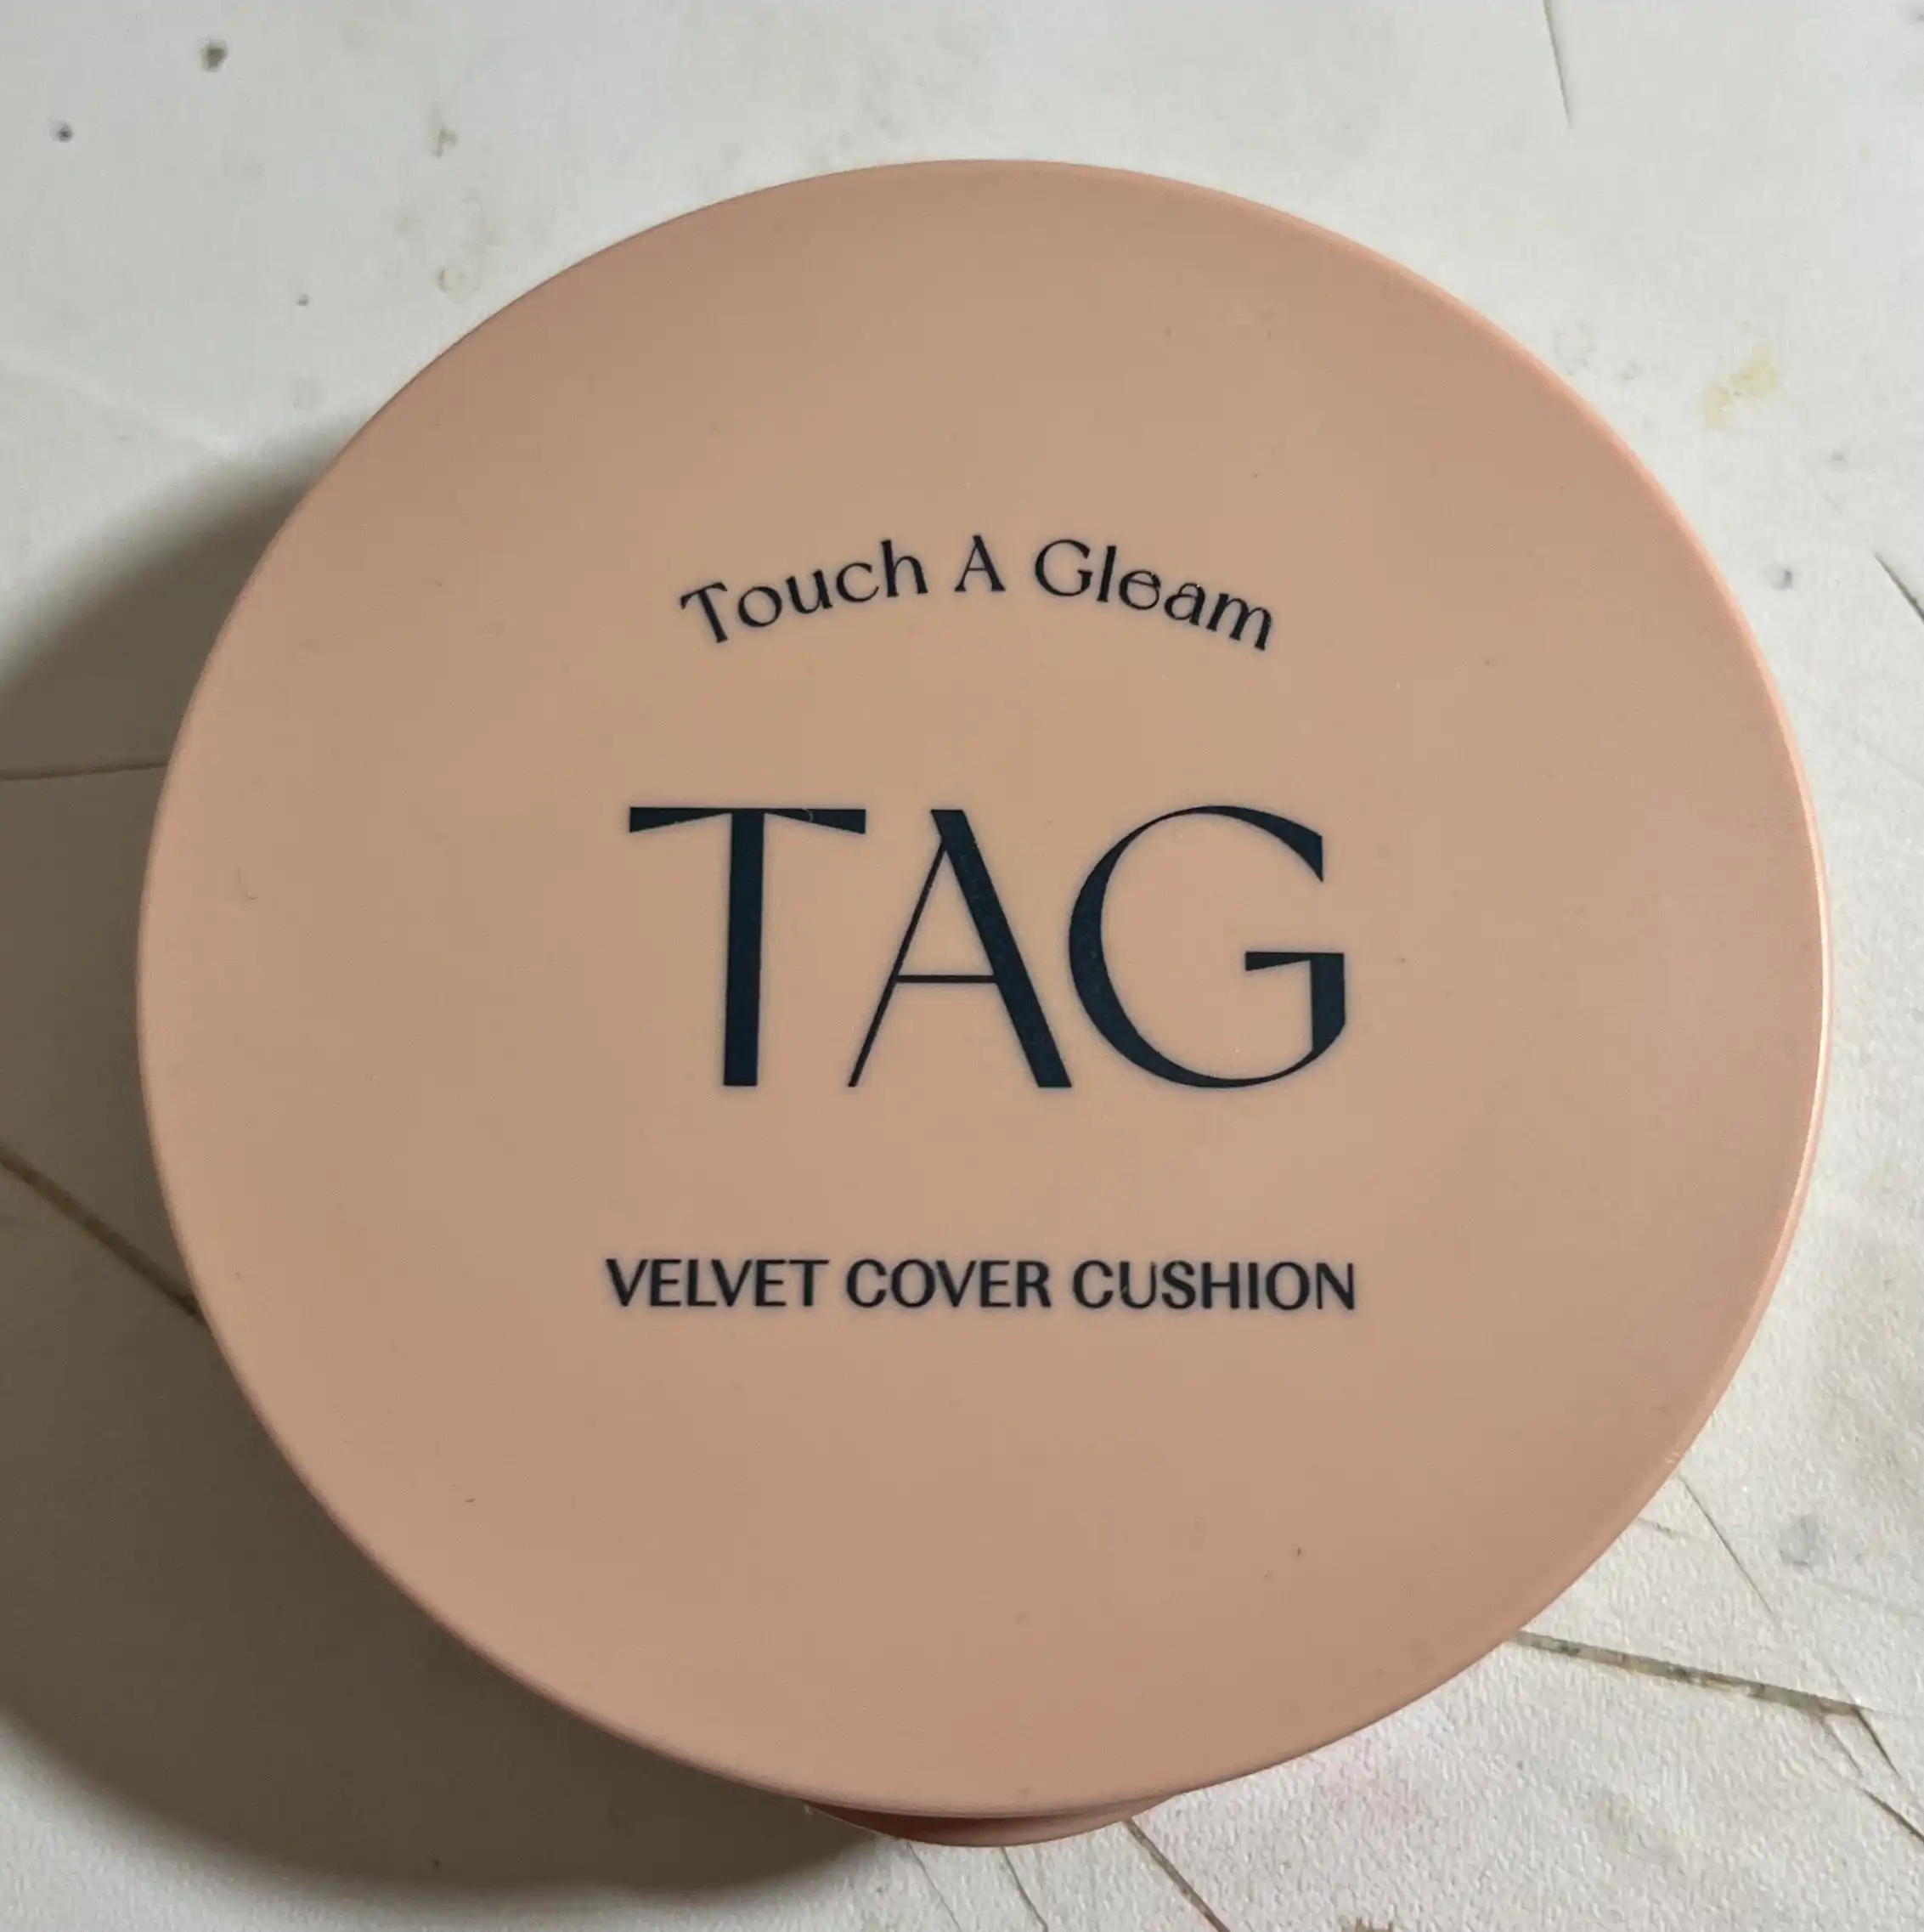 Touch A Gleam
TAG
VELVET COVER CUSHION